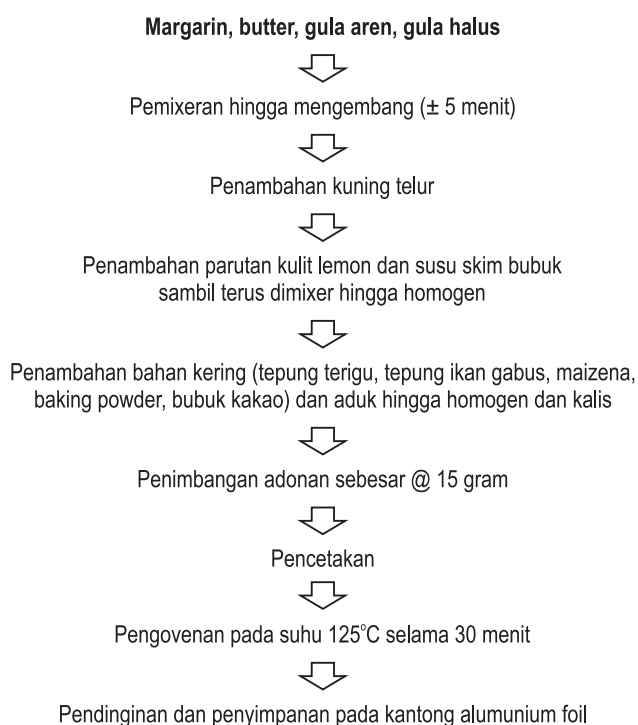 Margarin, butter, gula aren, gula halus
Pemixeran hingga mengembang (± 5 menit)
Penambahan kuning telur
Penambahan parutan kulit lemon dan susu skim bubuk
sambil terus dimixer hingga homogen
Penambahan bahan kering (tepung terigu, tepung ikan gabus, maizena,
baking powder, bubuk kakao) dan aduk hingga homogen dan kalis
Penimbangan adonan sebesar @ 15 gram
Pencetakan
Pengovenan pada suhu 125°C selama 30 menit
Pendinginan dan penyimpanan pada kantong alumunium foil